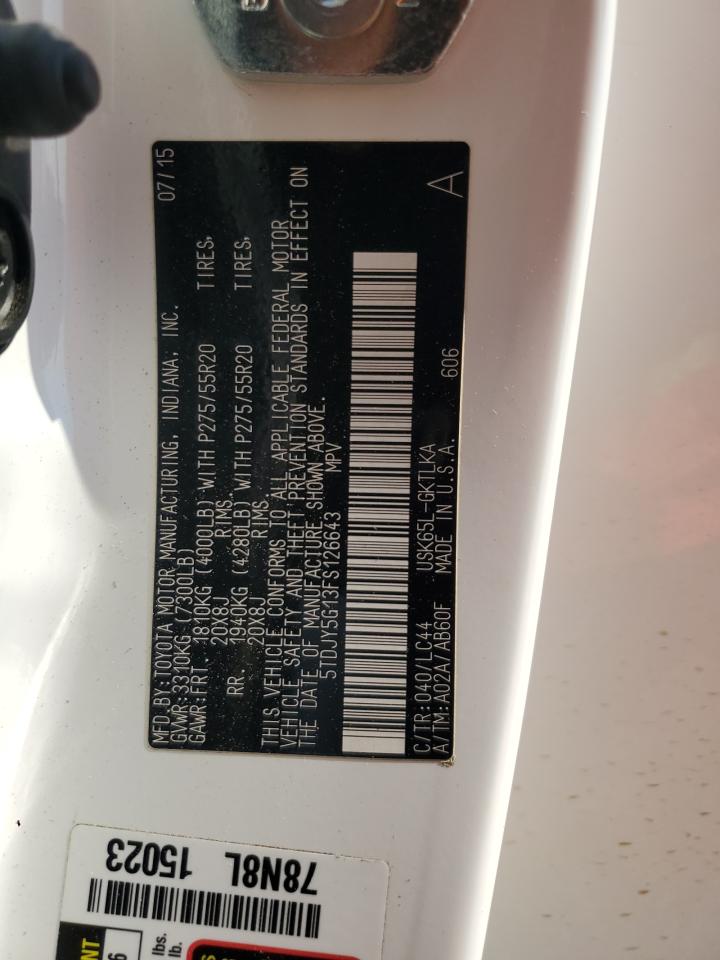 MFD.BY:TOYOTA MOTOR MANUFACTURING, INDIANA, INC. 07/15
GVWR:3310KG(7300LB)
GAWR:FRT. 1810KG (4000LB) WITH P275/55R20 TIRES,
20X8J RIMS,
RR 1940KG (4280LB) WITH P275/55R20 TIRES,
20X8J RIMS.
THIS VEHICLE CONFORMS TO ALL APPLICABLE FEDERAL MOTOR
VEHICLE SAFETY AND THEFT PREVENTION STANDARDS IN EFFECT ON
THE DATE OF MANUFACTURE SHOWN ABOVE.
5TDJY5G13FS126643 MPV
C/TR:040/LC44 USK65L-GKTLKA
A/TM:A02A/AB60F MADE IN U.S.A. 606 A
78N8L 15023
lbs.
lb.